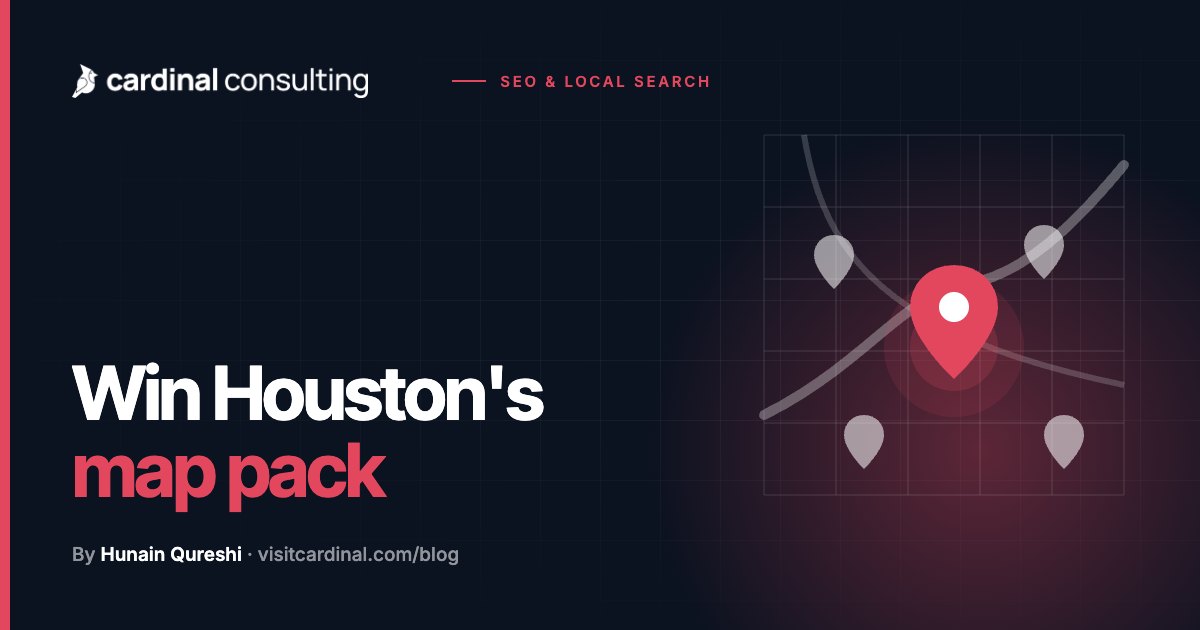 cardinal consulting
SEO & LOCAL SEARCH
Win Houston's
map pack
By Hunain Qureshi · visitcardinal.com/blog